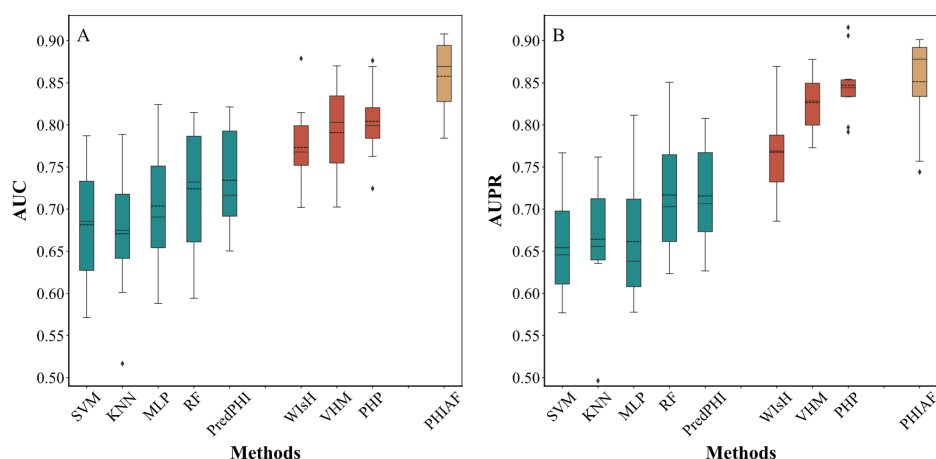 A
AUC
0.90
0.85
0.80
0.75
0.70
0.65
0.60
0.55
0.50
SVM
KNN
MLP
RF
PredPHI
WIsH
VHM
PHP
PHIAF
Methods
B
AUPR
0.90
0.85
0.80
0.75
0.70
0.65
0.60
0.55
0.50
SVM
KNN
MLP
RF
PredPHI
WIsH
VHM
PHP
PHIAF
Methods